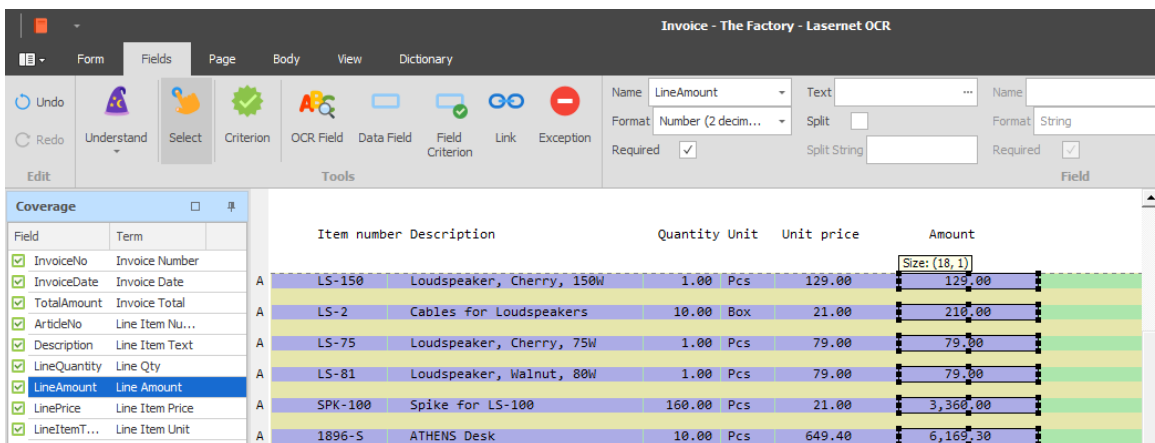 Invoice - The Factory - Lasernet OCR
Form Fields Page Body View Dictionary
Undo
Redo
Edit
Understand
Select
Criterion
OCR Field
Data Field
Field Criterion
Link
Exception
Tools
Name LineAmount
Format Number (2 decim...
Required
Text ...
Split
Split String
Name
Format String
Required
Field
Coverage
Field Term
InvoiceNo Invoice Number
InvoiceDate Invoice Date
TotalAmount Invoice Total
ArticleNo Line Item Nu...
Description Line Item Text
LineQuantity Line Qty
LineAmount Line Amount
LinePrice Line Item Price
LineItemT... Line Item Unit
Item number Description Quantity Unit Unit price Amount
Size: (18, 1)
A LS-150 Loudspeaker, Cherry, 150W 1.00 Pcs 129.00 129.00
A LS-2 Cables for Loudspeakers 10.00 Box 21.00 210.00
A LS-75 Loudspeaker, Cherry, 75W 1.00 Pcs 79.00 79.00
A LS-81 Loudspeaker, Walnut, 80W 1.00 Pcs 79.00 79.00
A SPK-100 Spike for LS-100 160.00 Pcs 21.00 3,360.00
A 1896-S ATHENS Desk 10.00 Pcs 649.40 6,169.30